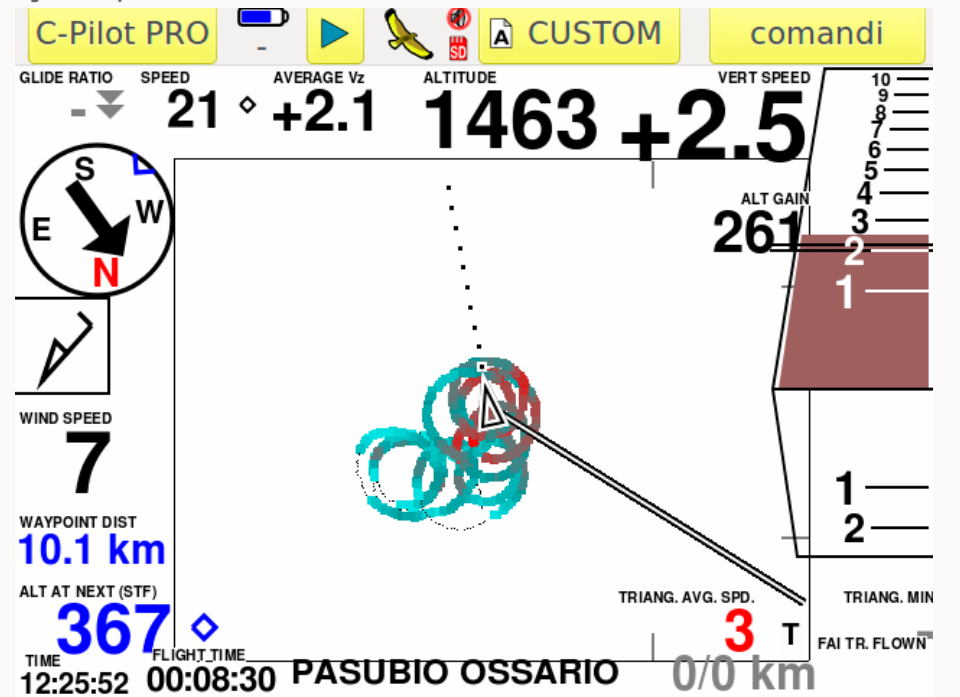 C-Pilot PRO - SD A CUSTOM comandi
GLIDE RATIO SPEED AVERAGE Vz ALTITUDE VERT SPEED
- 21 +2.1 1463 +2.5
ALT GAIN
261
S
E W
N
10
9
8
7
6
5
4
3
2
1
1
2
WIND SPEED
7
WAYPOINT DIST
10.1 km
ALT AT NEXT (STF)
367
TRIANG. AVG. SPD. TRIANG. MIN
3 T
FAI TR. FLOWN
TIME FLIGHT TIME
12:25:52 00:08:30 PASUBIO OSSARIO 0/0 km